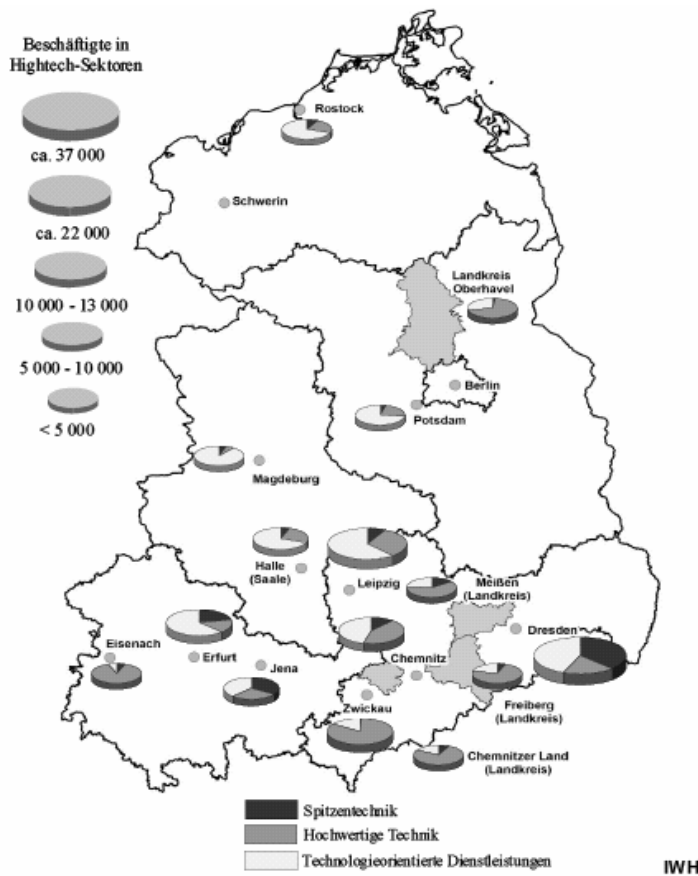 Beschäftigte in
Hightech-Sektoren
ca. 37 000
ca. 22 000
10 000 - 13 000
5 000 - 10 000
< 5 000
Rostock
Schwerin
Landkreis
Oberhavel
Berlin
Potsdam
Magdeburg
Halle
(Saale)
Leipzig
Meißen
(Landkreis)
Dresden
Eisenach
Erfurt
Jena
Chemnitz
Zwickau
Freiberg
(Landkreis)
Chemnitzer Land
(Landkreis)
Spitzentechnik
Hochwertige Technik
Technologieorientierte Dienstleistungen
IWH